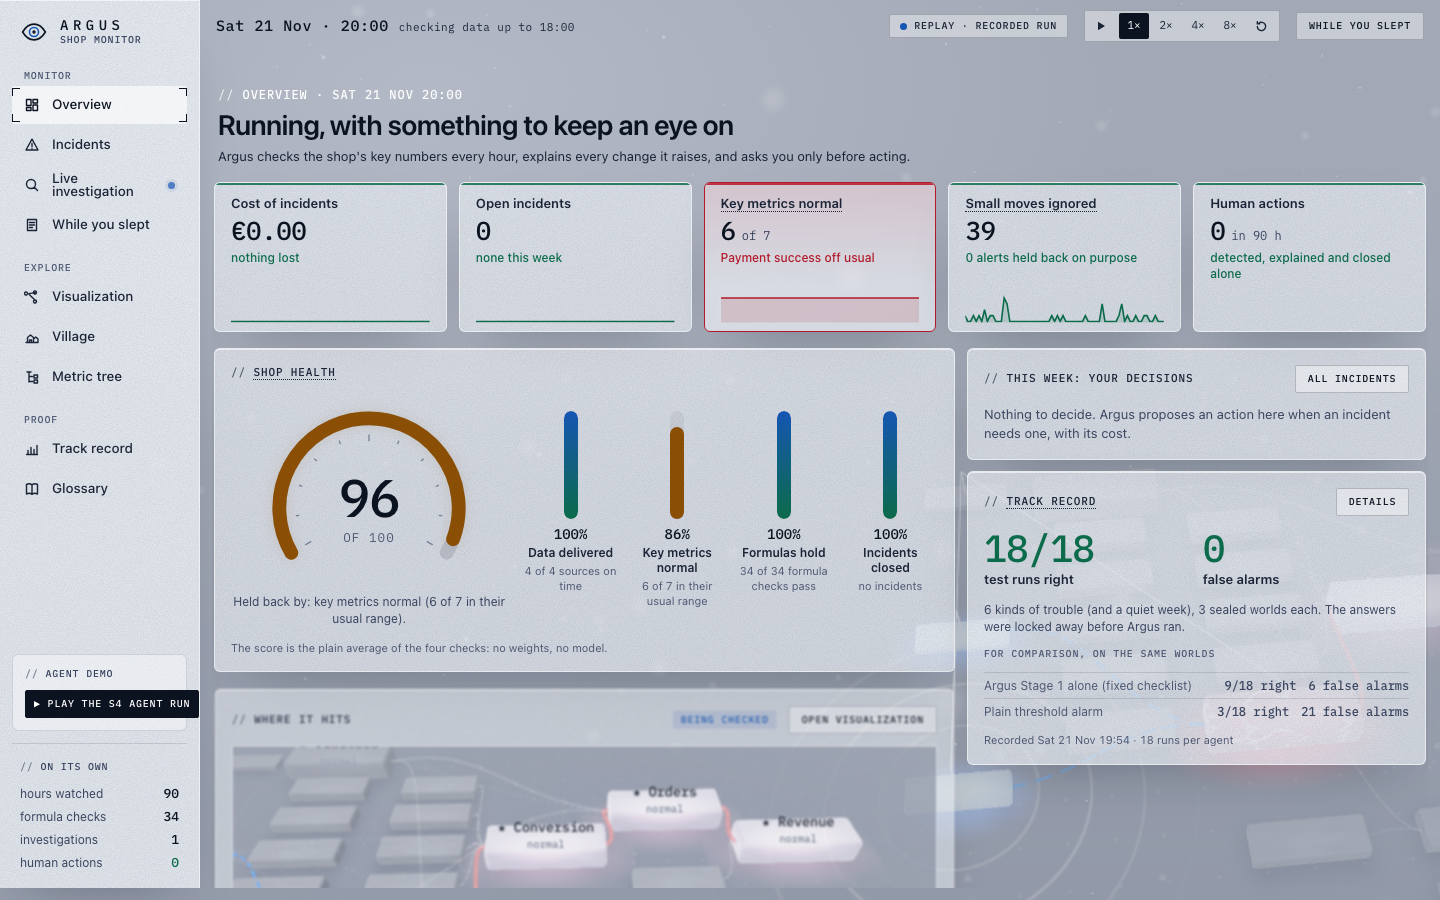 ARGUS
SHOP MONITOR
MONITOR
Overview
Incidents
Live
investigation
While you slept
EXPLORE
Visualization
Village
Metric tree
PROOF
Track record
Glossary
// AGENT DEMO
PLAY THE S4 AGENT RUN
// ON ITS OWN
hours watched 90
formula checks 34
investigations 1
human actions 0
Sat 21 Nov · 20:00 checking data up to 18:00
REPLAY · RECORDED RUN
1× 2× 4× 8×
WHILE YOU SLEPT
// OVERVIEW · SAT 21 NOV 20:00
Running, with something to keep an eye on
Argus checks the shop's key numbers every hour, explains every change it raises, and asks you only before acting.
Cost of incidents
€0.00
nothing lost
Open incidents
0
none this week
Key metrics normal
6 of 7
Payment success off usual
Small moves ignored
39
0 alerts held back on purpose
Human actions
0 in 90 h
detected, explained and closed
alone
// SHOP HEALTH
96
OF 100
Held back by: key metrics normal (6 of 7 in their
usual range).
100%
Data delivered
4 of 4 sources on
time
86%
Key metrics
normal
6 of 7 in their
usual range
100%
Formulas hold
34 of 34 formula
checks pass
100%
Incidents
closed
no incidents
The score is the plain average of the four checks: no weights, no model.
// WHERE IT HITS
BEING CHECKED
OPEN VISUALIZATION
Orders
normal
Conversion
normal
Revenue
normal
// THIS WEEK: YOUR DECISIONS
ALL INCIDENTS
Nothing to decide. Argus proposes an action here when an incident
needs one, with its cost.
// TRACK RECORD
DETAILS
18/18
test runs right
0
false alarms
6 kinds of trouble (and a quiet week), 3 sealed worlds each. The answers
were locked away before Argus ran.
FOR COMPARISON, ON THE SAME WORLDS
Argus Stage 1 alone (fixed checklist) 9/18 right 6 false alarms
Plain threshold alarm 3/18 right 21 false alarms
Recorded Sat 21 Nov 19:54 · 18 runs per agent